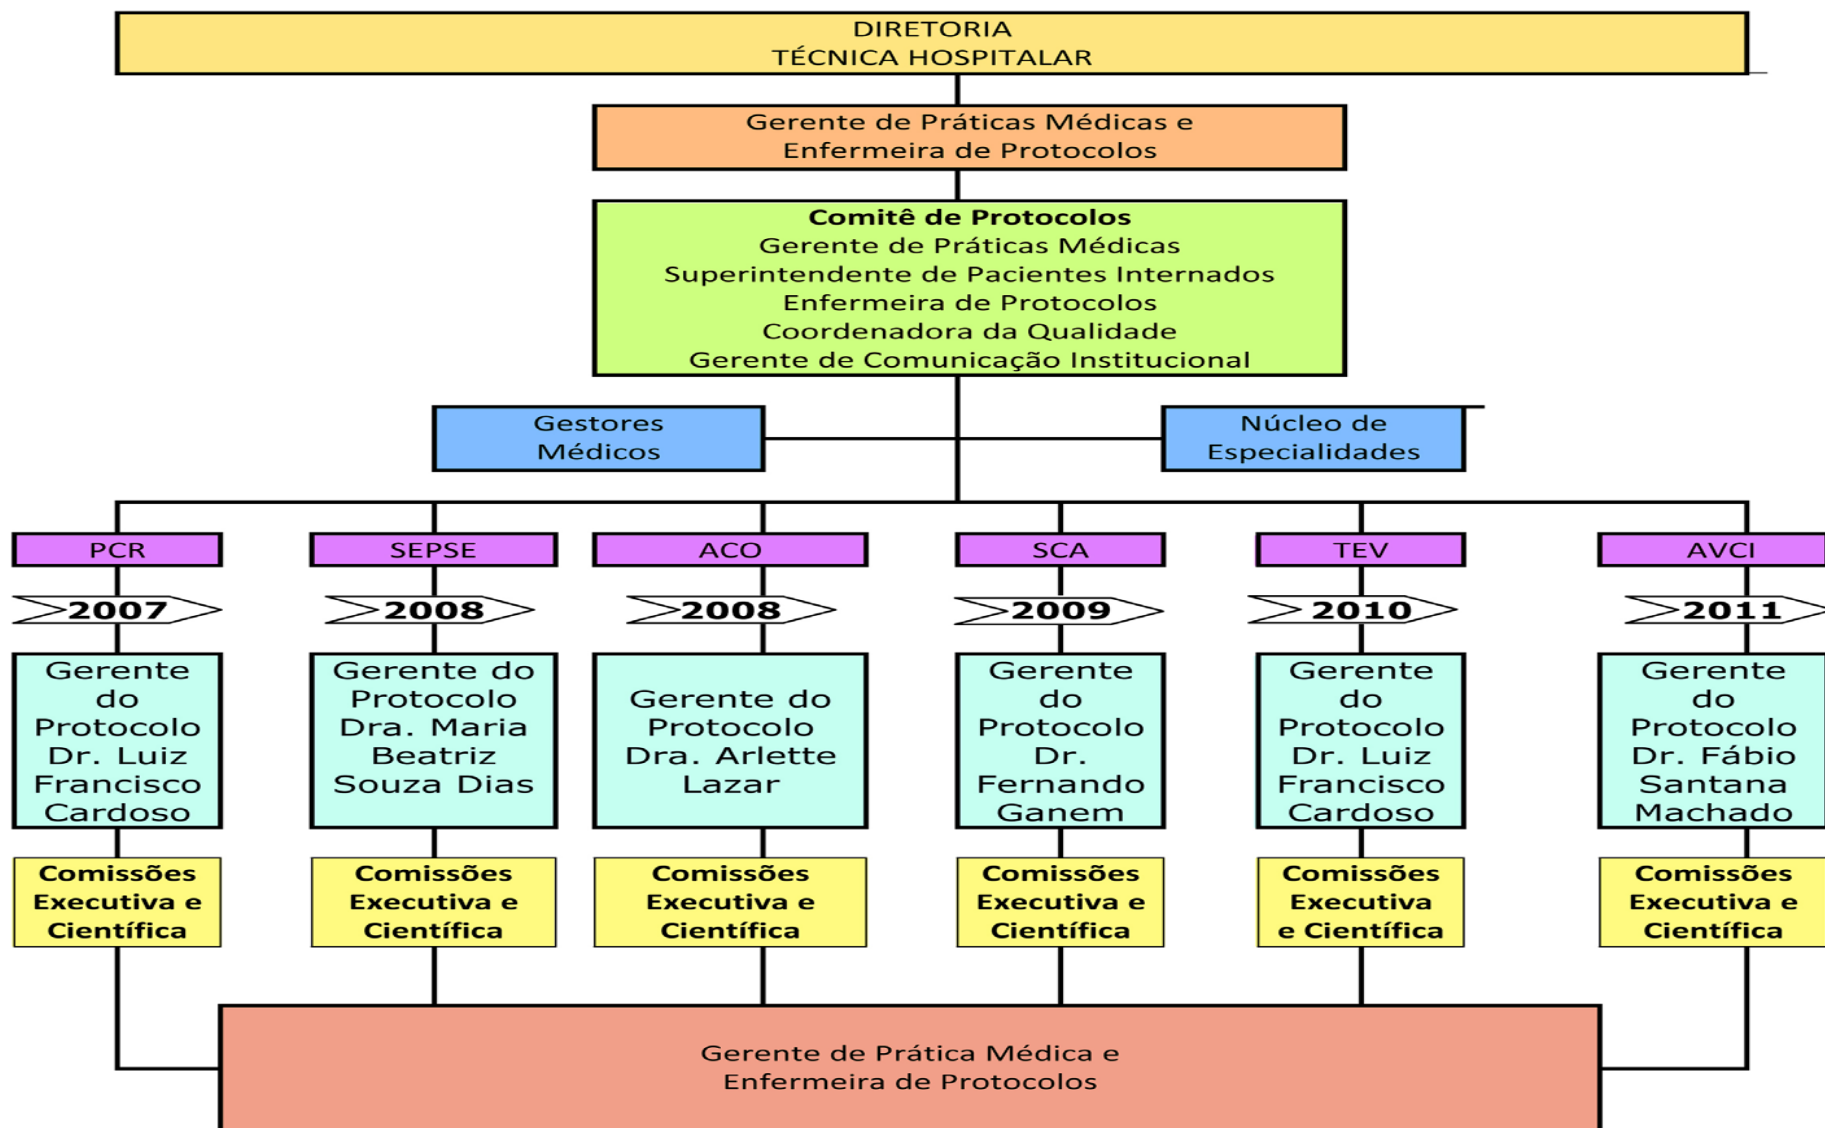 DIRETORIA
TÉCNICA HOSPITALAR
Gerente de Práticas Médicas e
Enfermeira de Protocolos
Comitê de Protocolos
Gerente de Práticas Médicas
Superintendente de Pacientes Internados
Enfermeira de Protocolos
Coordenadora da Qualidade
Gerente de Comunicação Institucional
Gestores
Médicos
Núcleo de
Especialidades
PCR
SEPSE
ACO
SCA
TEV
AVCI
2007
2008
2008
2009
2010
2011
Gerente
do
Protocolo
Dr. Luiz
Francisco
Cardoso
Gerente do
Protocolo
Dra. Maria
Beatriz
Souza Dias
Gerente do
Protocolo
Dra. Arlette
Lazar
Gerente
do
Protocolo
Dr.
Fernando
Ganem
Gerente
do
Protocolo
Dr. Luiz
Francisco
Cardoso
Gerente
do
Protocolo
Dr. Fábio
Santana
Machado
Comissões
Executiva e
Científica
Comissões
Executiva e
Científica
Comissões
Executiva e
Científica
Comissões
Executiva e
Científica
Comissões
Executiva
e Científica
Comissões
Executiva e
Científica
Gerente de Prática Médica e
Enfermeira de Protocolos